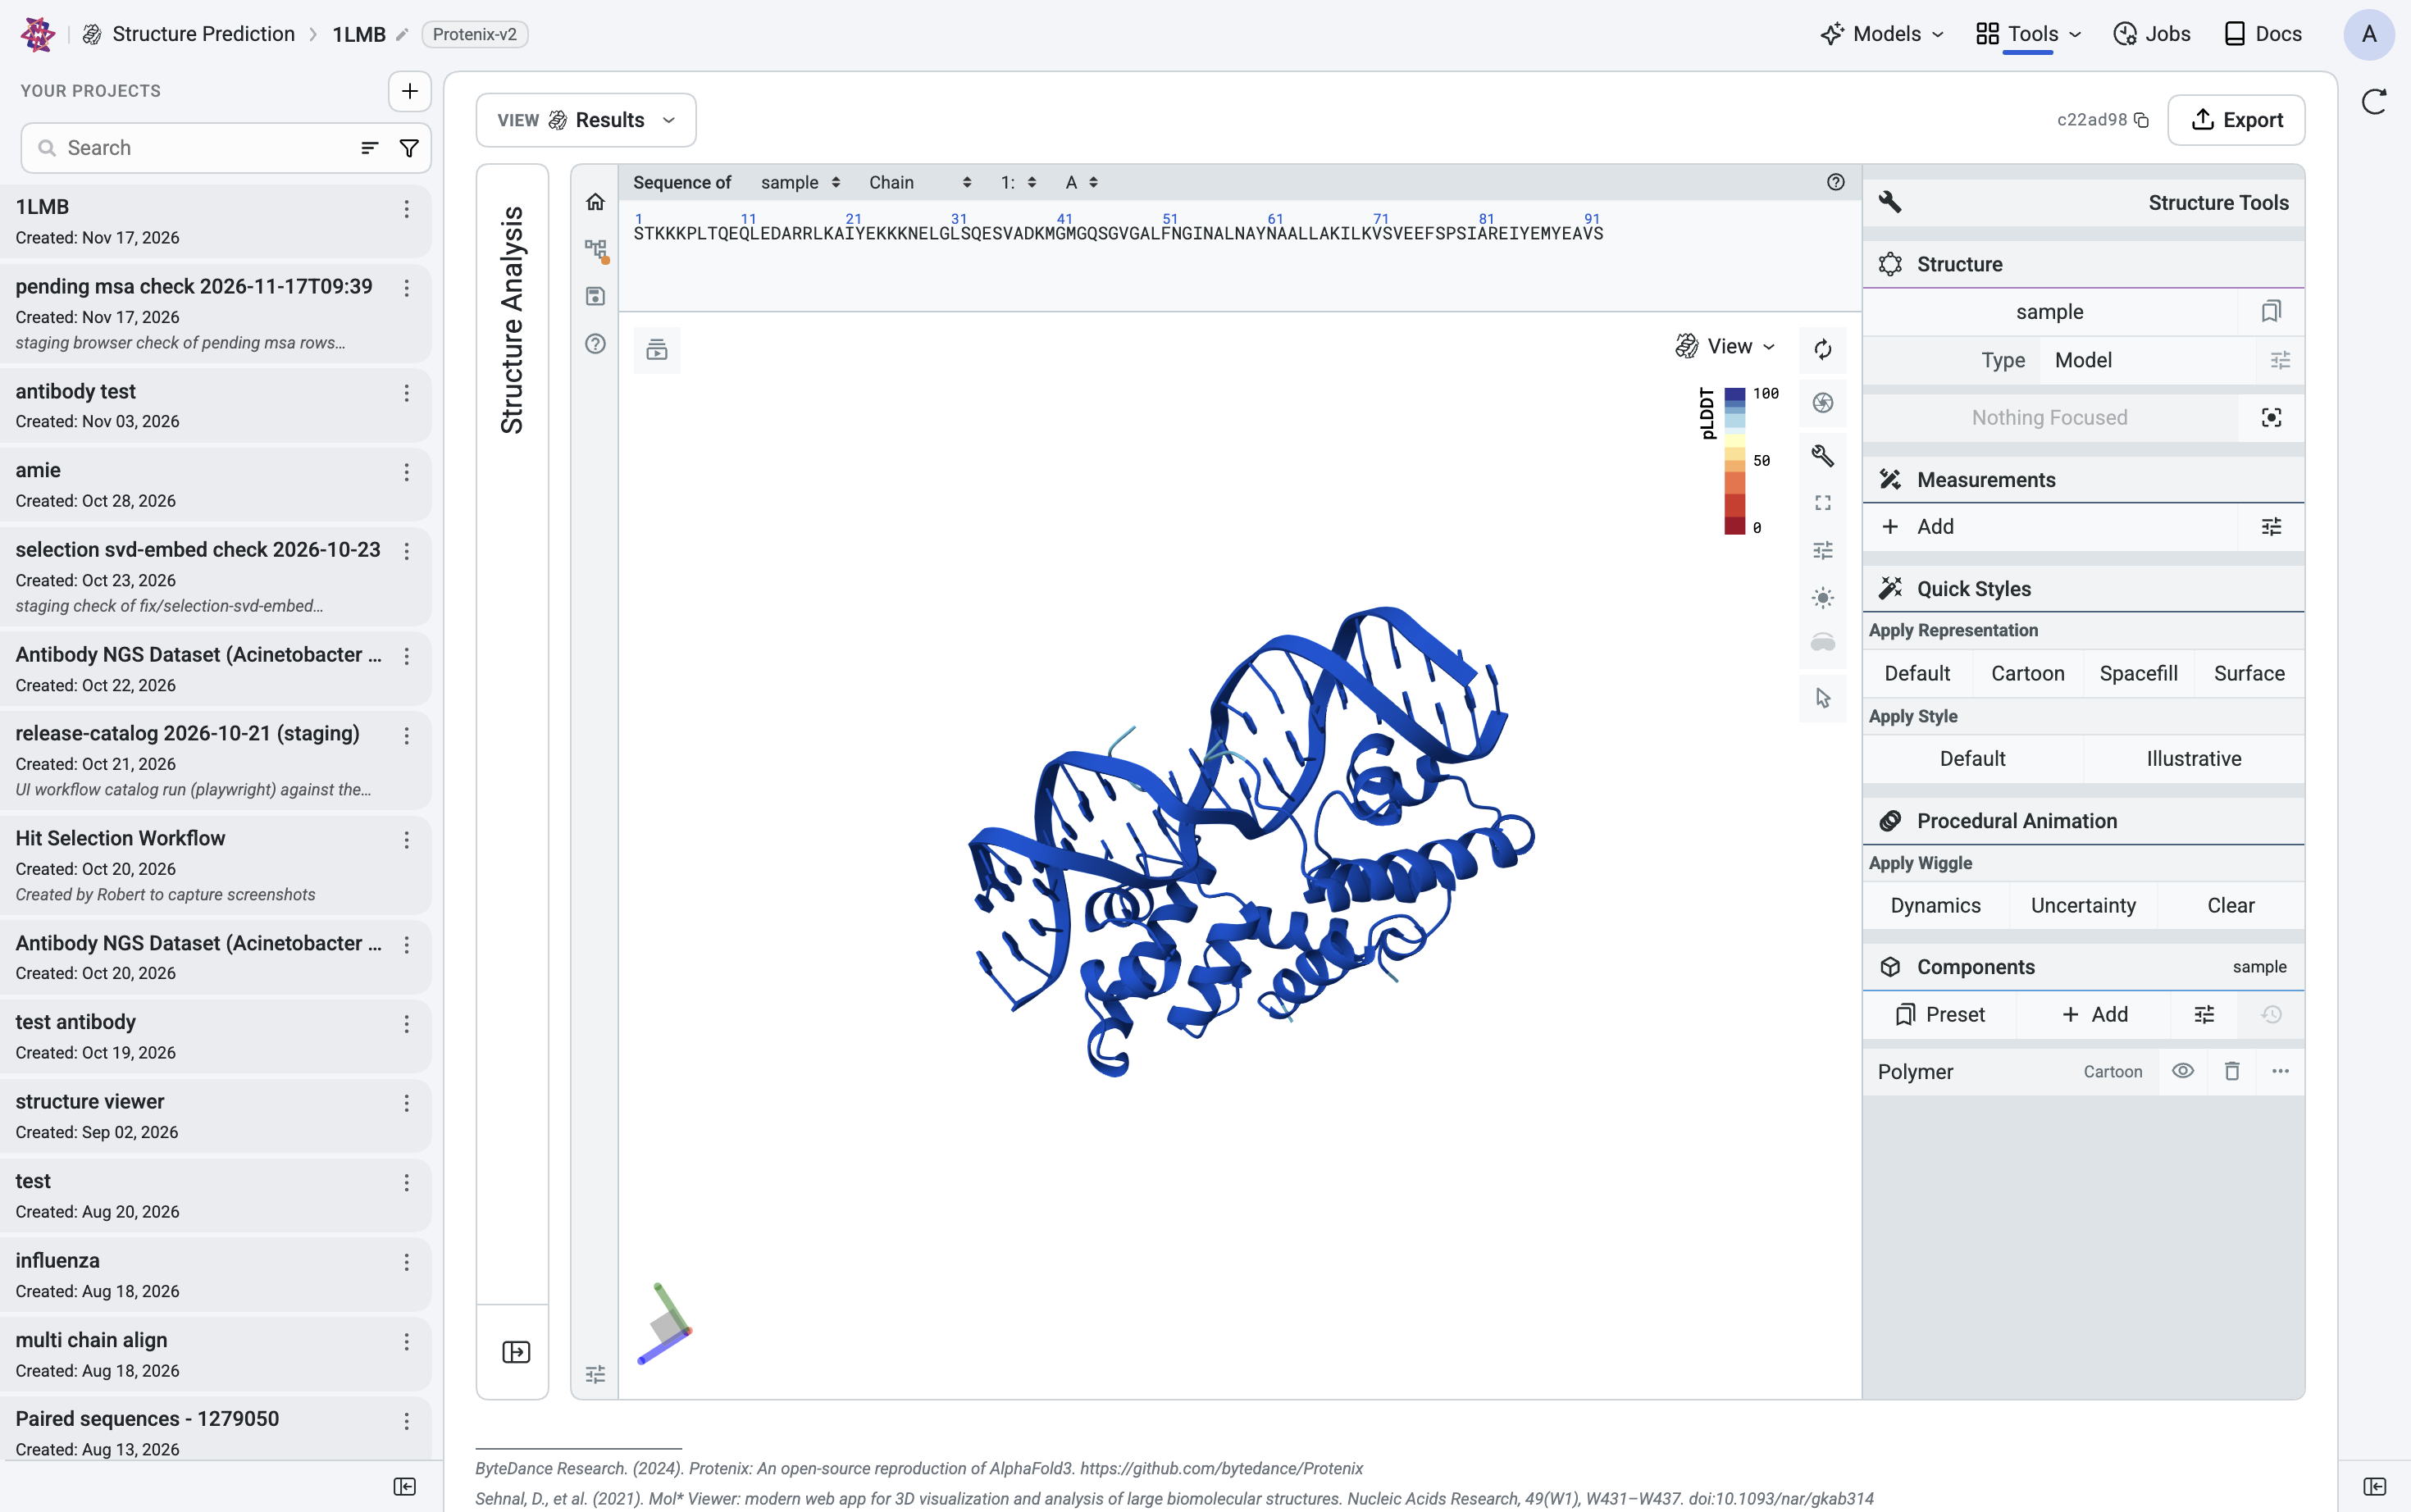 Structure Prediction > 1LMB Protenix-v2
Models Tools Jobs Docs A
YOUR PROJECTS
Search
1LMB
Created: Nov 17, 2026
pending msa check 2026-11-17T09:39
Created: Nov 17, 2026
staging browser check of pending msa rows...
antibody test
Created: Nov 03, 2026
amie
Created: Oct 28, 2026
selection svd-embed check 2026-10-23
Created: Oct 23, 2026
staging check of fix/selection-svd-embed...
Antibody NGS Dataset (Acinetobacter ...
Created: Oct 22, 2026
release-catalog 2026-10-21 (staging)
Created: Oct 21, 2026
UI workflow catalog run (playwright) against the...
Hit Selection Workflow
Created: Oct 20, 2026
Created by Robert to capture screenshots
Antibody NGS Dataset (Acinetobacter ...
Created: Oct 20, 2026
test antibody
Created: Oct 19, 2026
structure viewer
Created: Sep 02, 2026
test
Created: Aug 20, 2026
influenza
Created: Aug 18, 2026
multi chain align
Created: Aug 18, 2026
Paired sequences - 1279050
Created: Aug 13, 2026
VIEW Results
c22ad98
Export
Structure Analysis
Sequence of sample Chain 1: A
1 11 21 31 41 51 61 71 81 91
STKKKPLTQEQLEDARRLKAIYEKKKNELGLSQESVADKMGMGQSGVGALFNGINALNAYNAALLAKILKVSVEEFSPSIAREIYEMYEAVS
View
pLDDT
100
50
0
Structure Tools
Structure
sample
Type Model
Nothing Focused
Measurements
Add
Quick Styles
Apply Representation
Default Cartoon Spacefill Surface
Apply Style
Default Illustrative
Procedural Animation
Apply Wiggle
Dynamics Uncertainty Clear
Components sample
Preset Add
Polymer Cartoon
ByteDance Research. (2024). Protenix: An open-source reproduction of AlphaFold3. https://github.com/bytedance/Protenix
Sehnal, D., et al. (2021). Mol* Viewer: modern web app for 3D visualization and analysis of large biomolecular structures. Nucleic Acids Research, 49(W1), W431–W437. doi:10.1093/nar/gkab314